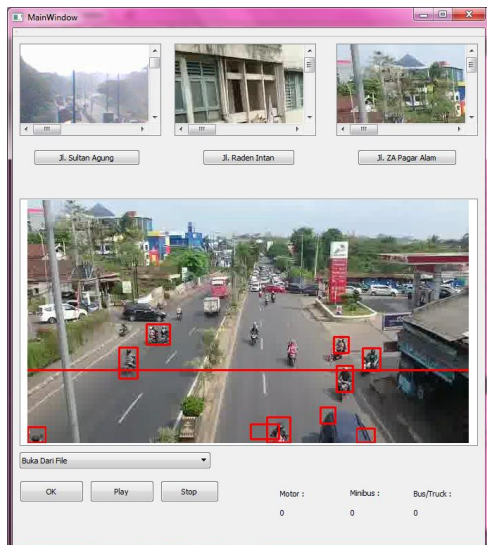 MainWindow
Jl. Sultan Agung
Jl. Raden Intan
Jl. ZA Pagar Alam
Buka Dari File
OK
Play
Stop
Motor :
Minibus :
Bus/Truck :
0
0
0